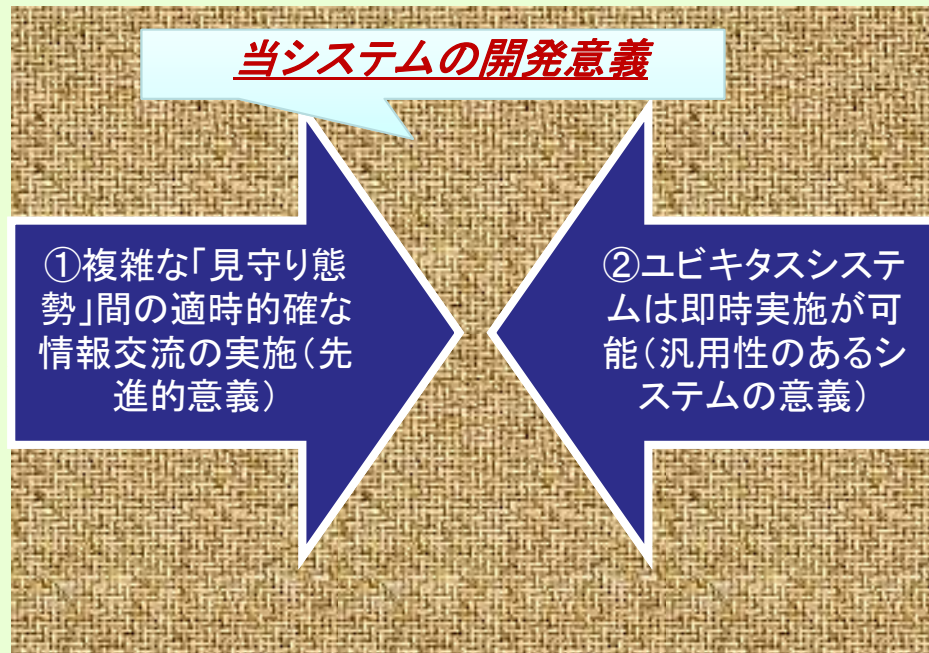 当システムの開発意義
①複雑な「見守り態
勢」間の適時的確な
情報交流の実施（先
進的意義）
②ユビキタスシステ
ムは即時実施が可
能（汎用性のあるシ
ステムの意義）